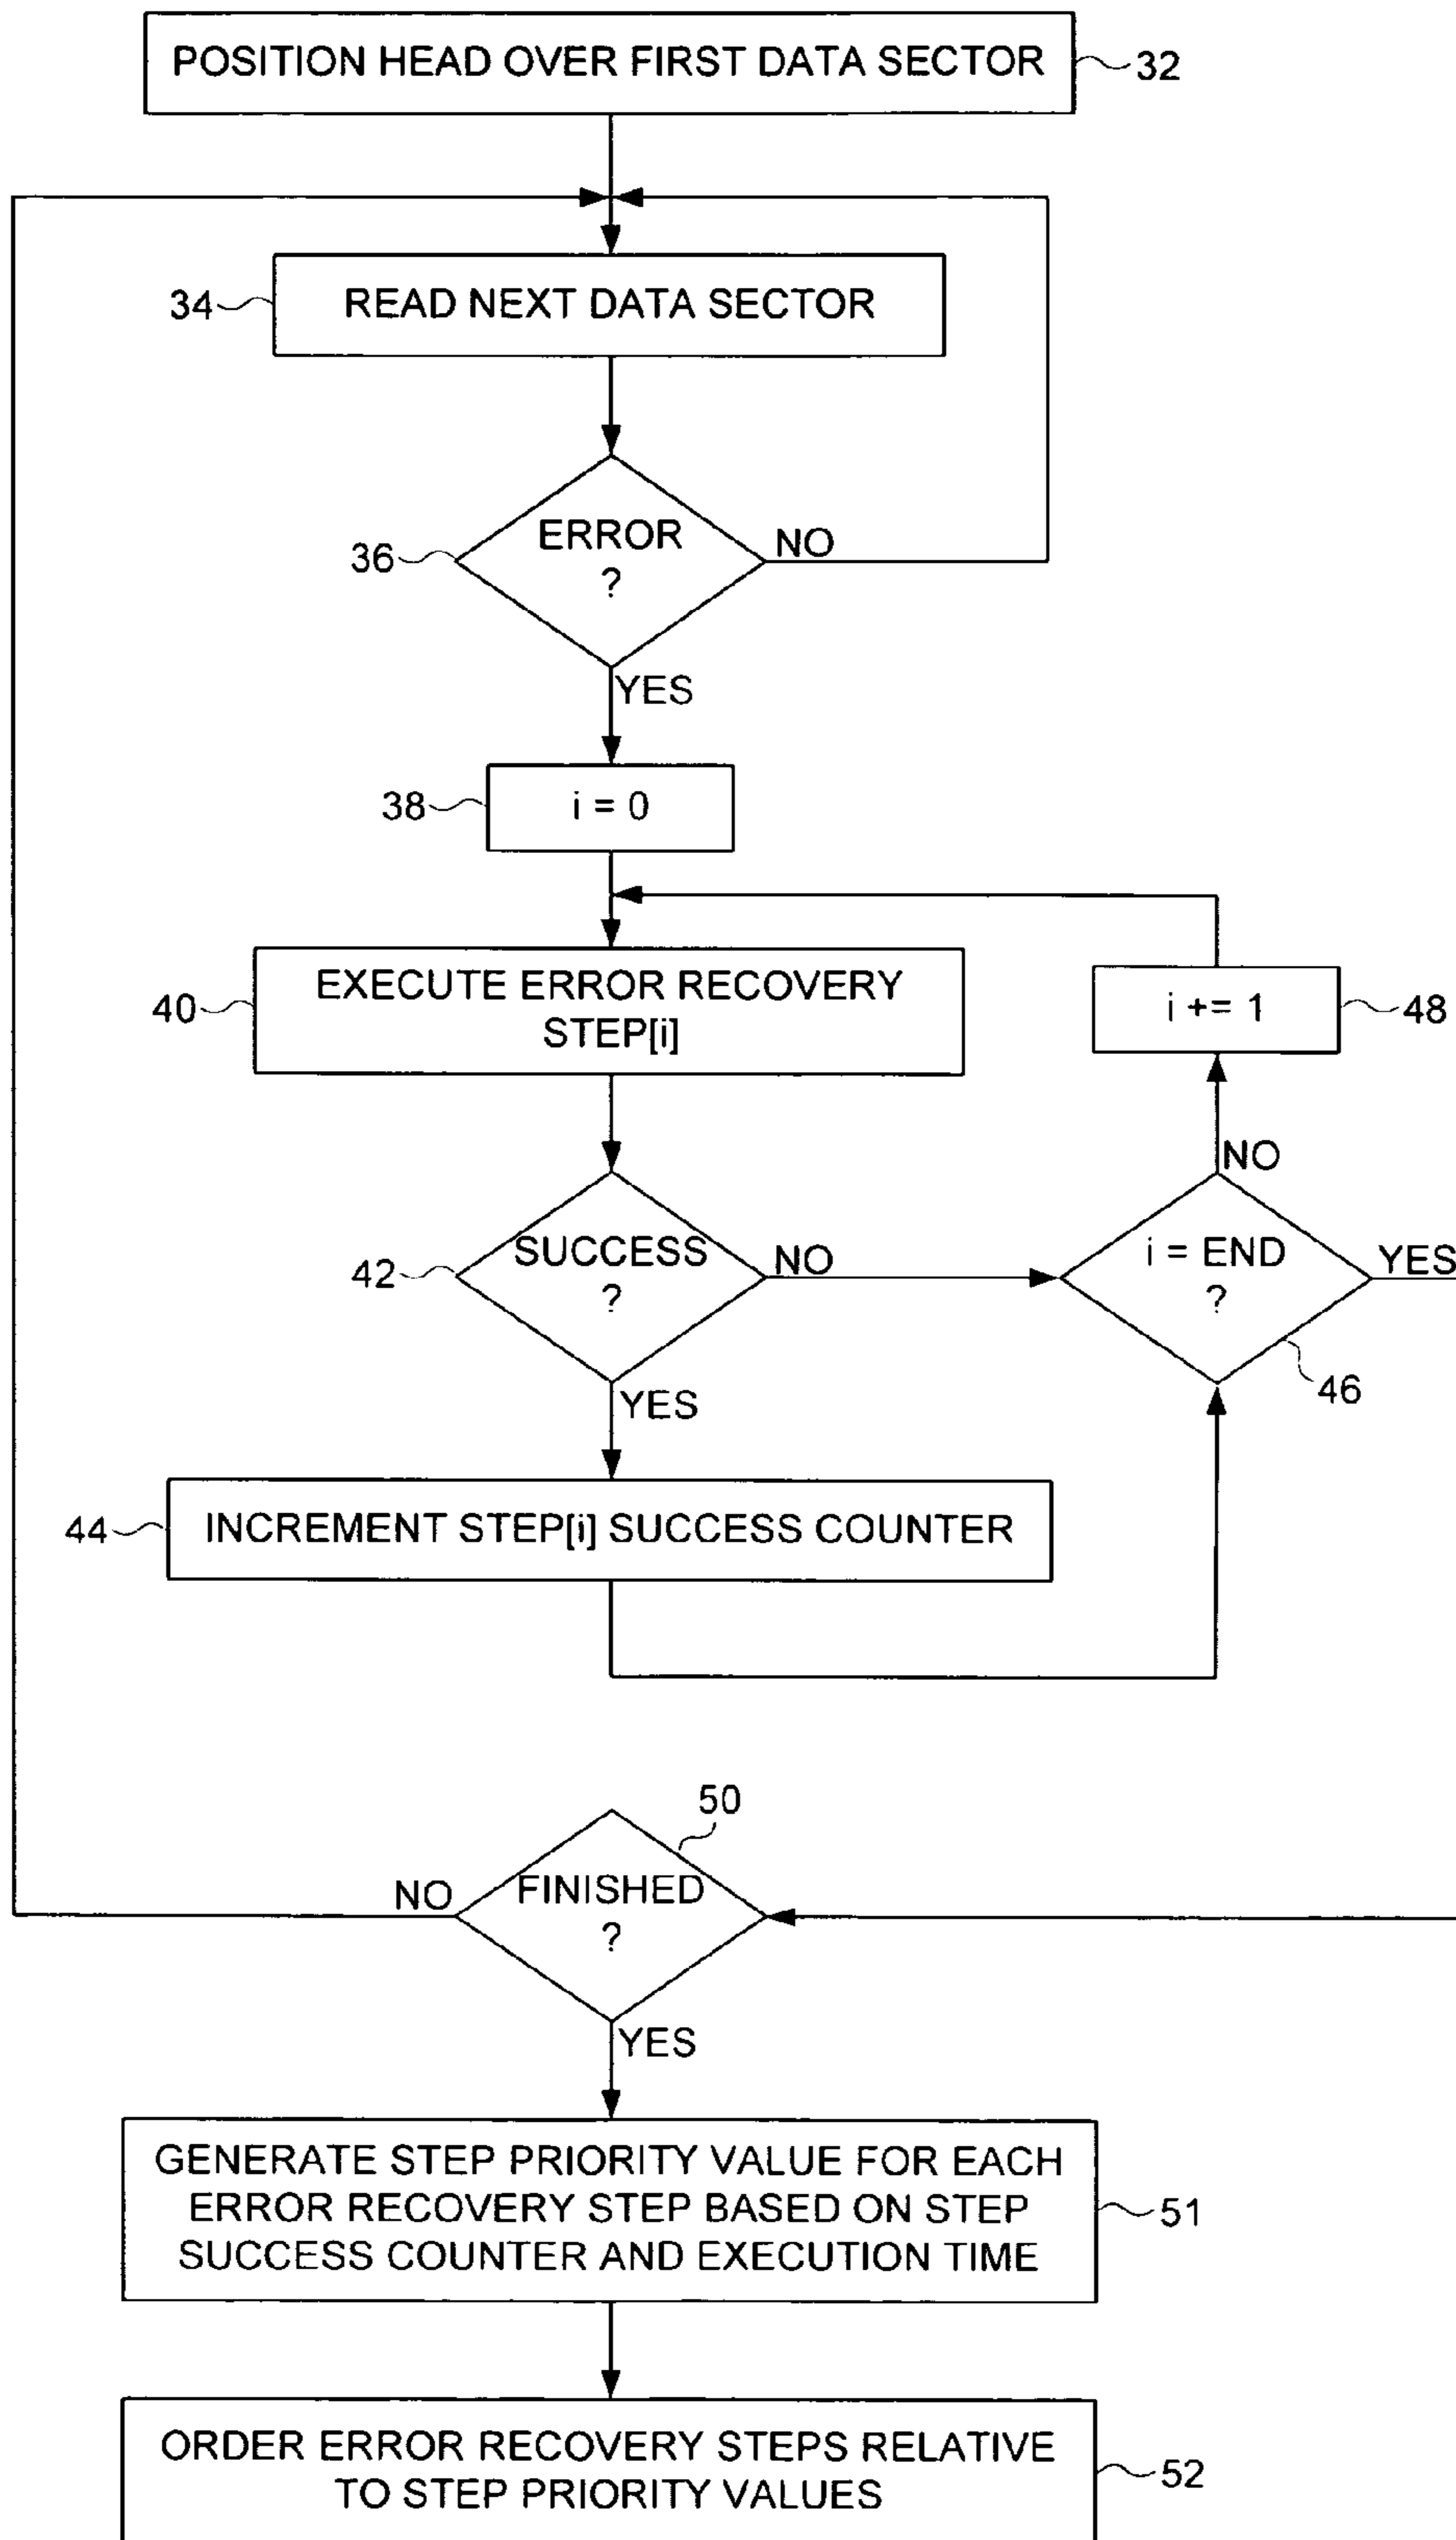 POSITION HEAD OVER FIRST DATA SECTOR
32
34
READ NEXT DATA SECTOR
36
ERROR
?
NO
YES
38
i = 0
40
EXECUTE ERROR RECOVERY
STEP[i]
i += 1
48
NO
42
SUCCESS
?
NO
i = END
?
YES
46
YES
44
INCREMENT STEP[i] SUCCESS COUNTER
50
NO
FINISHED
?
YES
GENERATE STEP PRIORITY VALUE FOR EACH
ERROR RECOVERY STEP BASED ON STEP
SUCCESS COUNTER AND EXECUTION TIME
51
ORDER ERROR RECOVERY STEPS RELATIVE
TO STEP PRIORITY VALUES
52